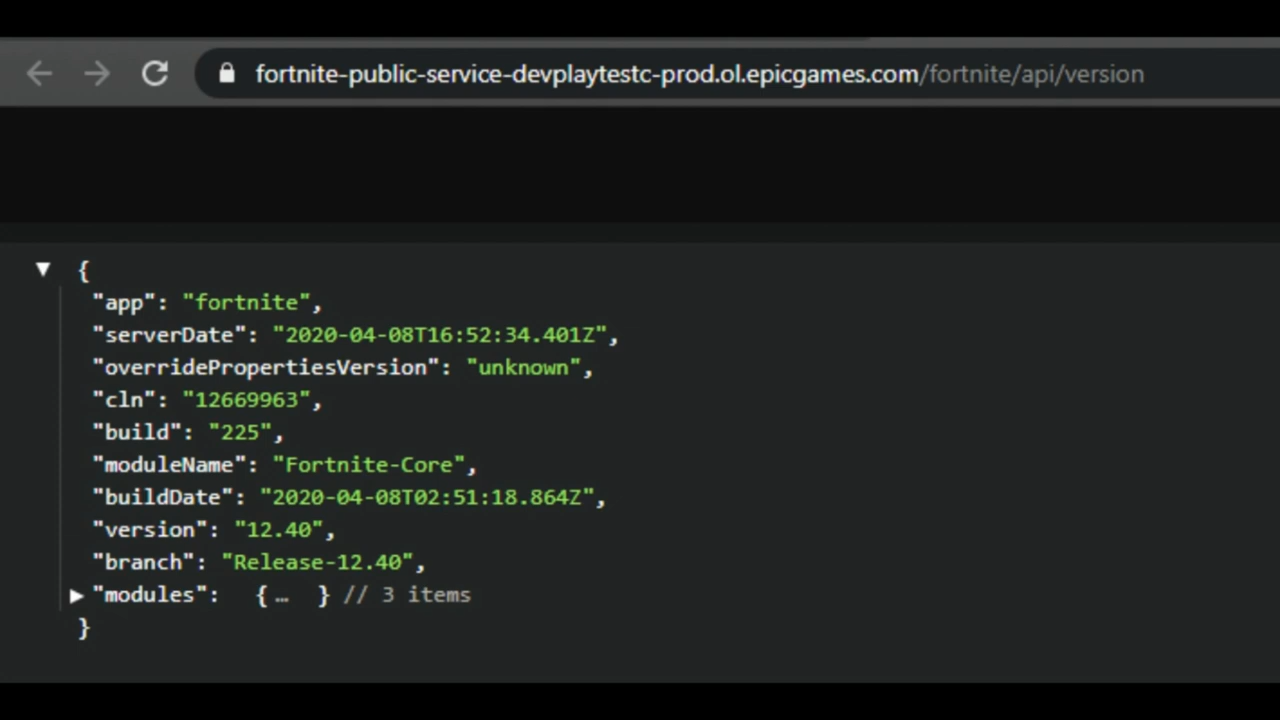 fortnite-public-service-devplaytestc-prod.ol.epicgames.com/fortnite/api/version
{
"app": "fortnite",
"serverDate": "2020-04-08T16:52:34.401Z",
"overridePropertiesVersion": "unknown",
"cln": "12669963",
"build": "225",
"moduleName": "Fortnite-Core",
"buildDate": "2020-04-08T02:51:18.864Z",
"version": "12.40",
"branch": "Release-12.40",
"modules": {… } // 3 items
}